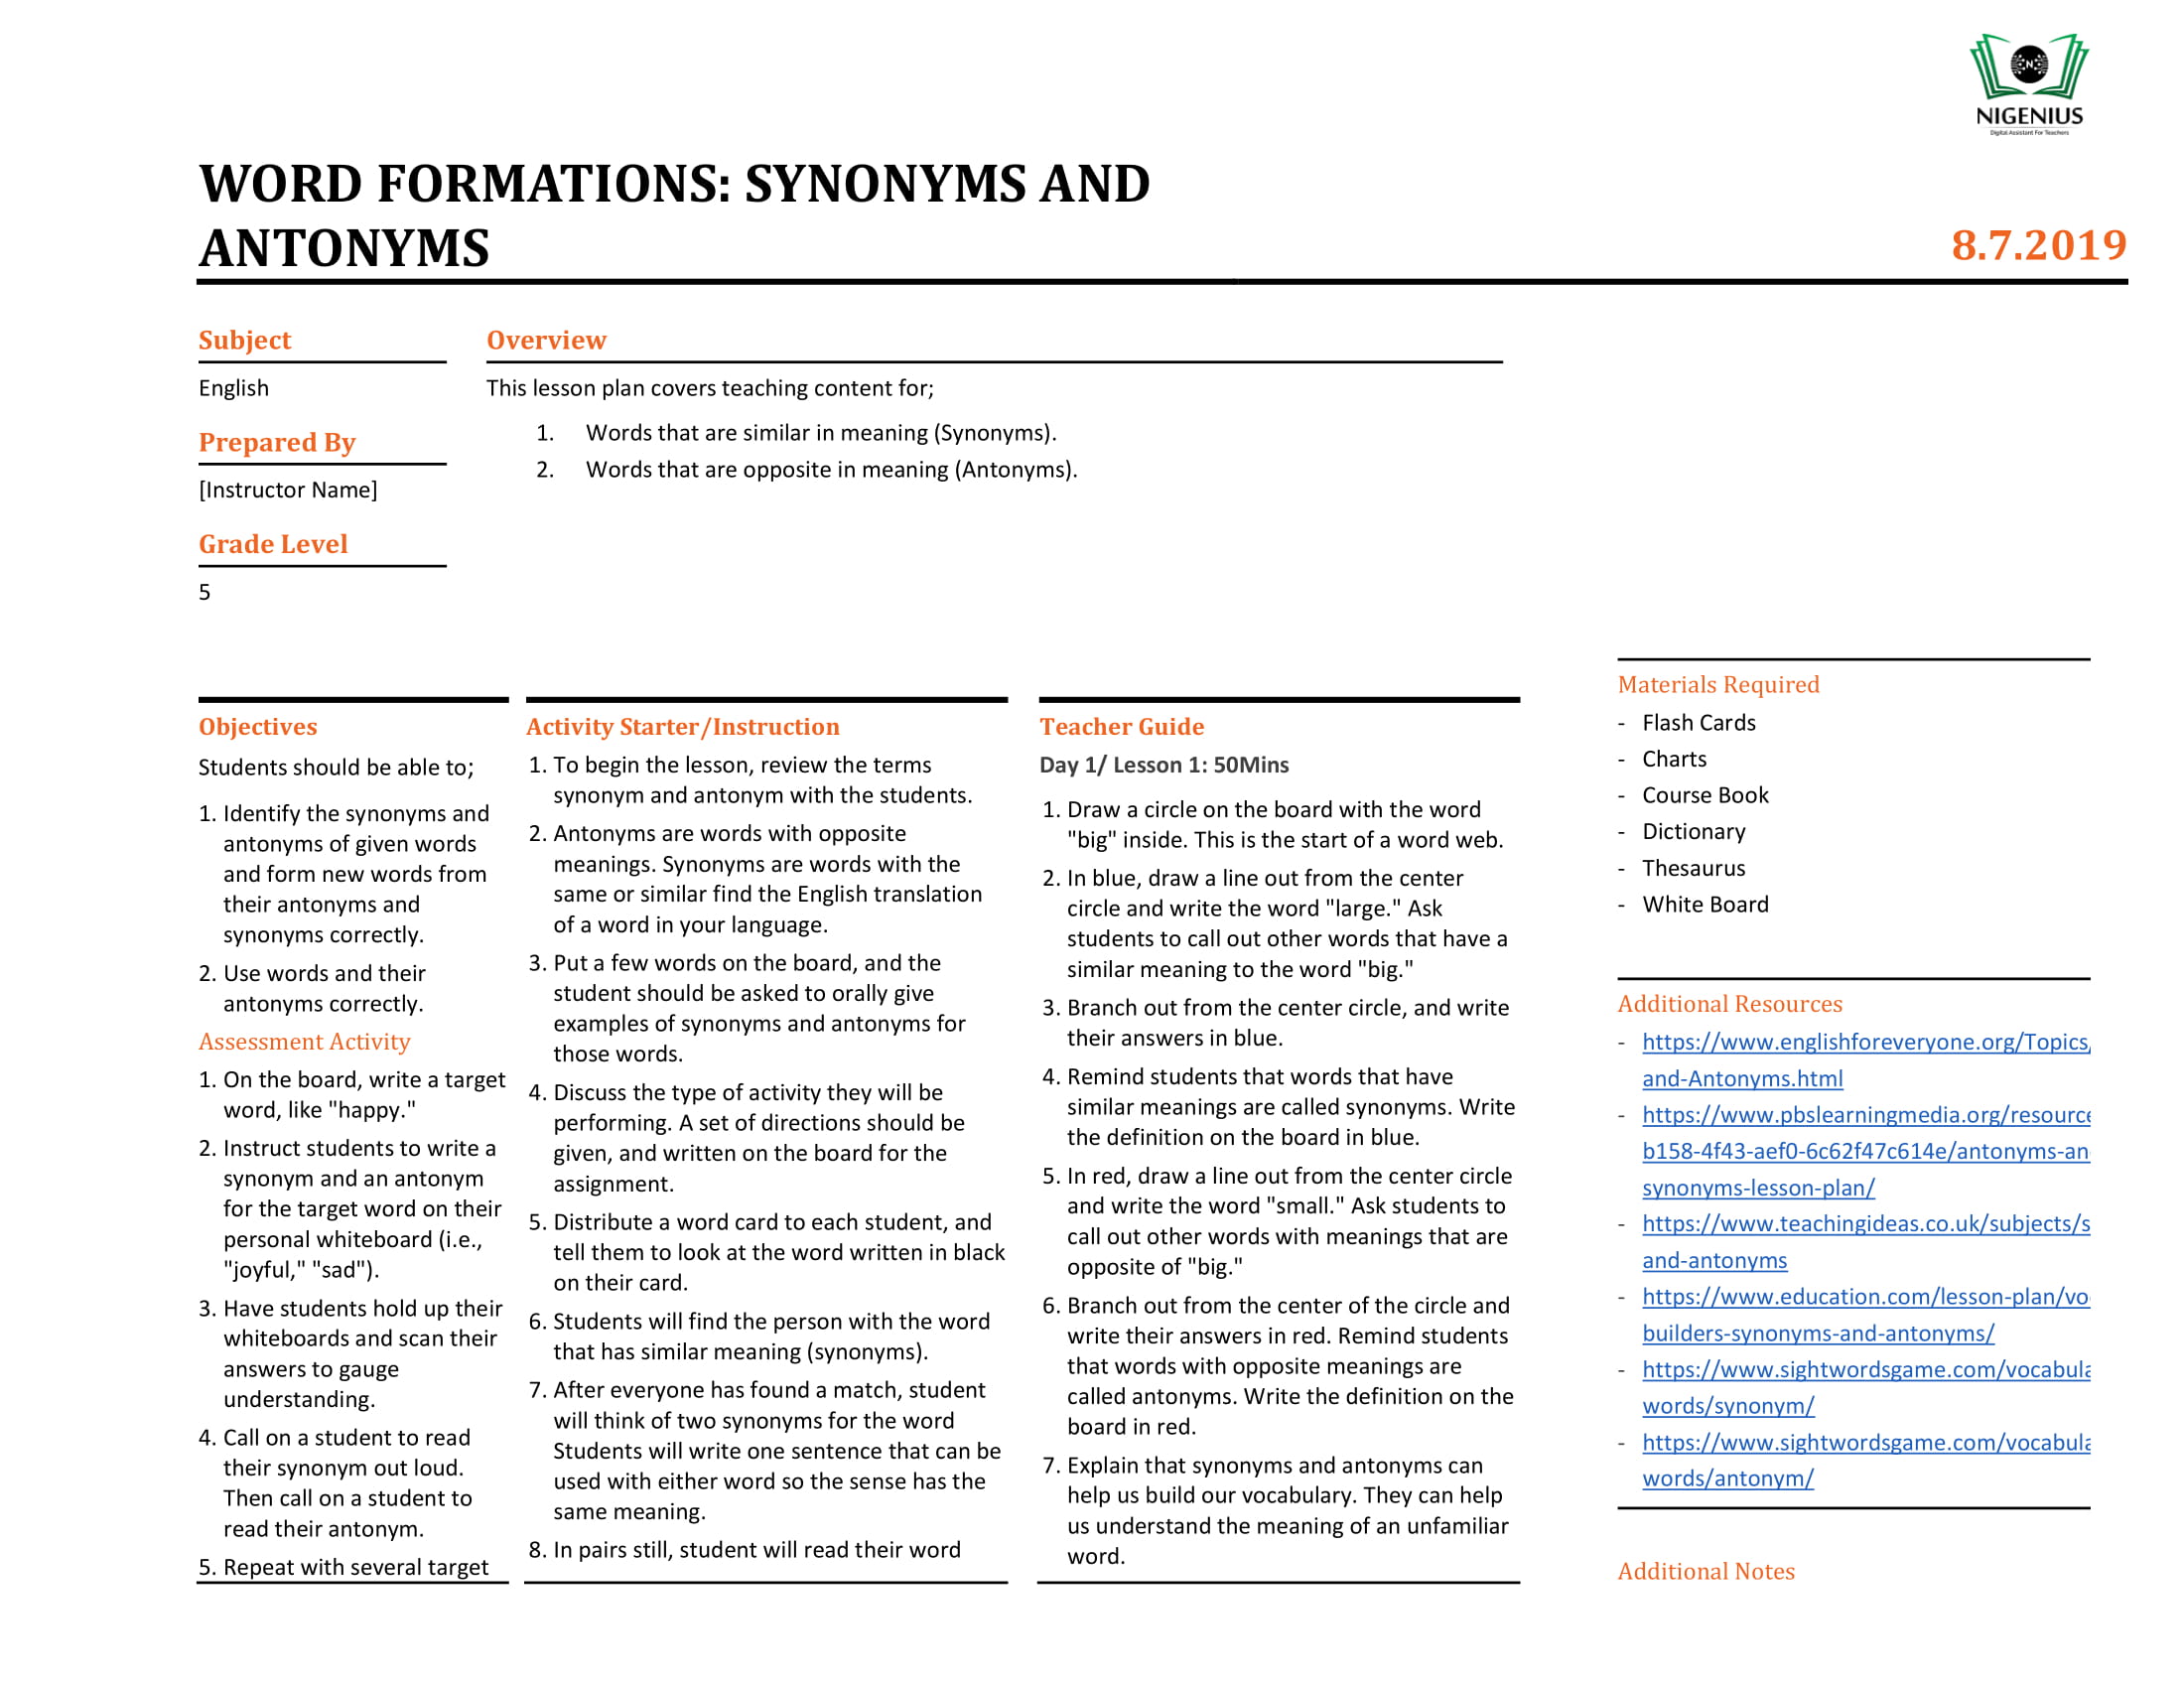 NIGENIUS
Digital Assistant For Teachers
WORD FORMATIONS: SYNONYMS AND
ANTONYMS
8.7.2019
Subject
English
Prepared By
[Instructor Name]
Grade Level
5
Overview
This lesson plan covers teaching content for;
1. Words that are similar in meaning (Synonyms).
2. Words that are opposite in meaning (Antonyms).
Objectives
Students should be able to;
1. Identify the synonyms and
antonyms of given words
and form new words from
their antonyms and
synonyms correctly.
2. Use words and their
antonyms correctly.
Assessment Activity
1. On the board, write a target
word, like "happy."
2. Instruct students to write a
synonym and an antonym
for the target word on their
personal whiteboard (i.e.,
"joyful," "sad").
3. Have students hold up their
whiteboards and scan their
answers to gauge
understanding.
4. Call on a student to read
their synonym out loud.
Then call on a student to
read their antonym.
5. Repeat with several target
Activity Starter/Instruction
1. To begin the lesson, review the terms
synonym and antonym with the students.
2. Antonyms are words with opposite
meanings. Synonyms are words with the
same or similar find the English translation
of a word in your language.
3. Put a few words on the board, and the
student should be asked to orally give
examples of synonyms and antonyms for
those words.
4. Discuss the type of activity they will be
performing. A set of directions should be
given, and written on the board for the
assignment.
5. Distribute a word card to each student, and
tell them to look at the word written in black
on their card.
6. Students will find the person with the word
that has similar meaning (synonyms).
7. After everyone has found a match, student
will think of two synonyms for the word
Students will write one sentence that can be
used with either word so the sense has the
same meaning.
8. In pairs still, student will read their word
Teacher Guide
Day 1/ Lesson 1: 50Mins
1. Draw a circle on the board with the word
"big" inside. This is the start of a word web.
2. In blue, draw a line out from the center
circle and write the word "large." Ask
students to call out other words that have a
similar meaning to the word "big."
3. Branch out from the center circle, and write
their answers in blue.
4. Remind students that words that have
similar meanings are called synonyms. Write
the definition on the board in blue.
5. In red, draw a line out from the center circle
and write the word "small." Ask students to
call out other words with meanings that are
opposite of "big."
6. Branch out from the center of the circle and
write their answers in red. Remind students
that words with opposite meanings are
called antonyms. Write the definition on the
board in red.
7. Explain that synonyms and antonyms can
help us build our vocabulary. They can help
us understand the meaning of an unfamiliar
word.
Materials Required
- Flash Cards
- Charts
- Course Book
- Dictionary
- Thesaurus
- White Board
Additional Resources
- https://www.englishforeveryone.org/Topics/
and-Antonyms.html
- https://www.pbslearningmedia.org/resource
b158-4f43-aef0-6c62f47c614e/antonyms-an
synonyms-lesson-plan/
- https://www.teachingideas.co.uk/subjects/s
and-antonyms
- https://www.education.com/lesson-plan/vo
builders-synonyms-and-antonyms/
- https://www.sightwordsgame.com/vocabula
words/synonym/
- https://www.sightwordsgame.com/vocabula
words/antonym/
Additional Notes